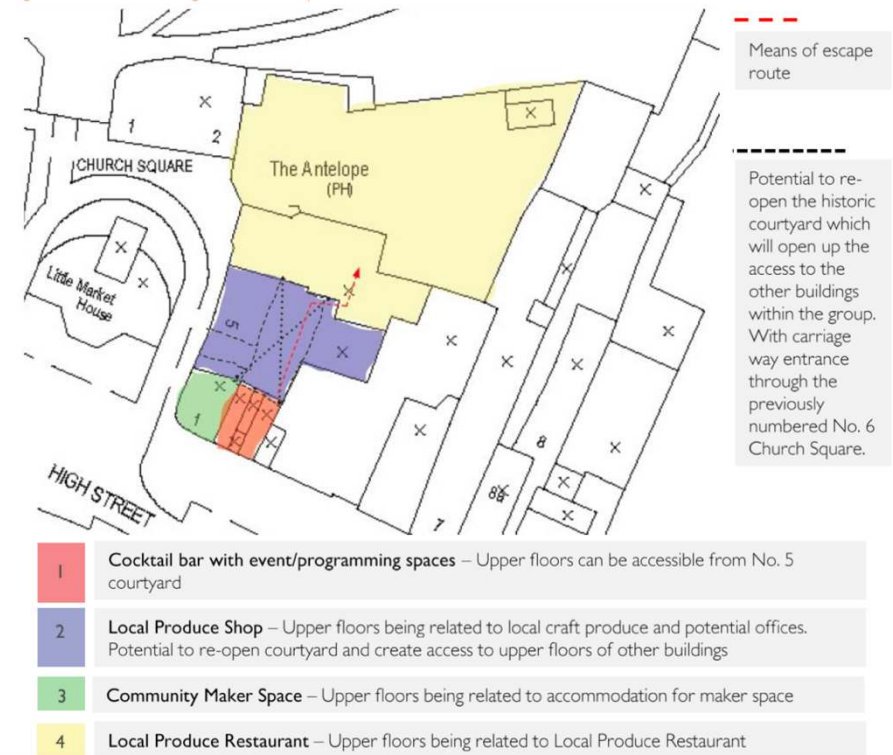 1
2
CHURCH SQUARE
The Antelope
(PH)
Little Market
House
5
1
HIGH STREET
7
8
8a
Means of escape
route
Potential to re-
open the historic
courtyard which
will open up the
access to the
other buildings
within the group.
With carriage
way entrance
through the
previously
numbered No. 6
Church Square.
1 Cocktail bar with event/programming spaces – Upper floors can be accessible from No. 5
courtyard
2 Local Produce Shop – Upper floors being related to local craft produce and potential offices.
Potential to re-open courtyard and create access to upper floors of other buildings
3 Community Maker Space – Upper floors being related to accommodation for maker space
4 Local Produce Restaurant – Upper floors being related to Local Produce Restaurant